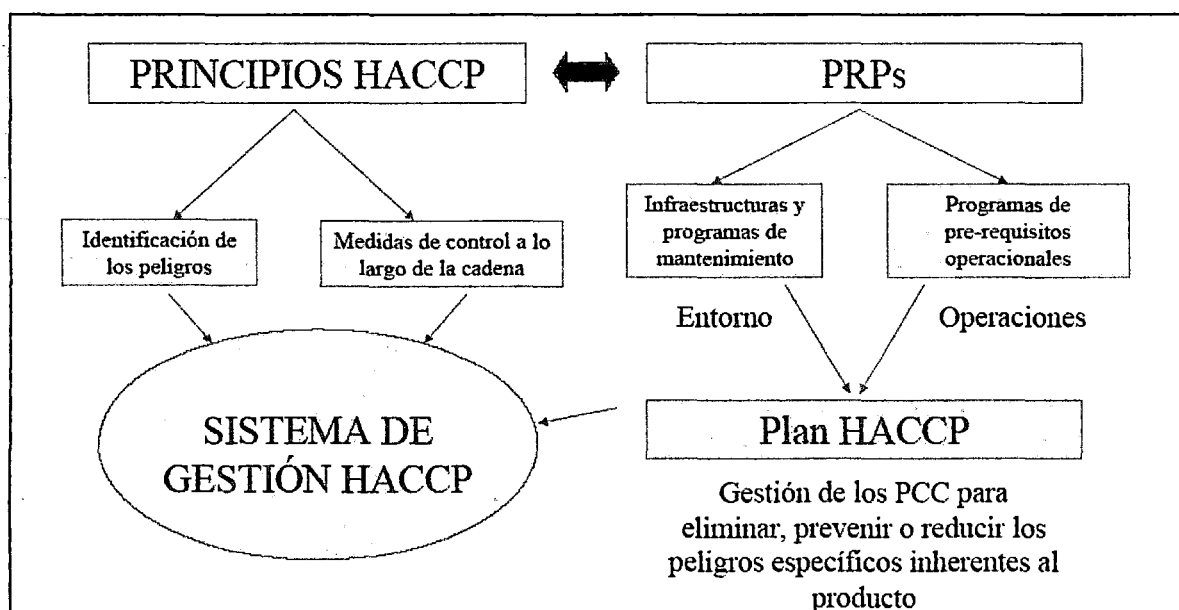 PRINCIPIOS HACCP
PRPs
Identificación de
los peligros
Medidas de control a lo
largo de la cadena
Infraestructuras y
programas de
mantenimiento
Programas de
pre-requisitos
operacionales
Entorno
Operaciones
SISTEMA DE
GESTIÓN HACCP
Plan HACCP
Gestión de los PCC para
eliminar, prevenir o reducir los
peligros específicos inherentes al
producto